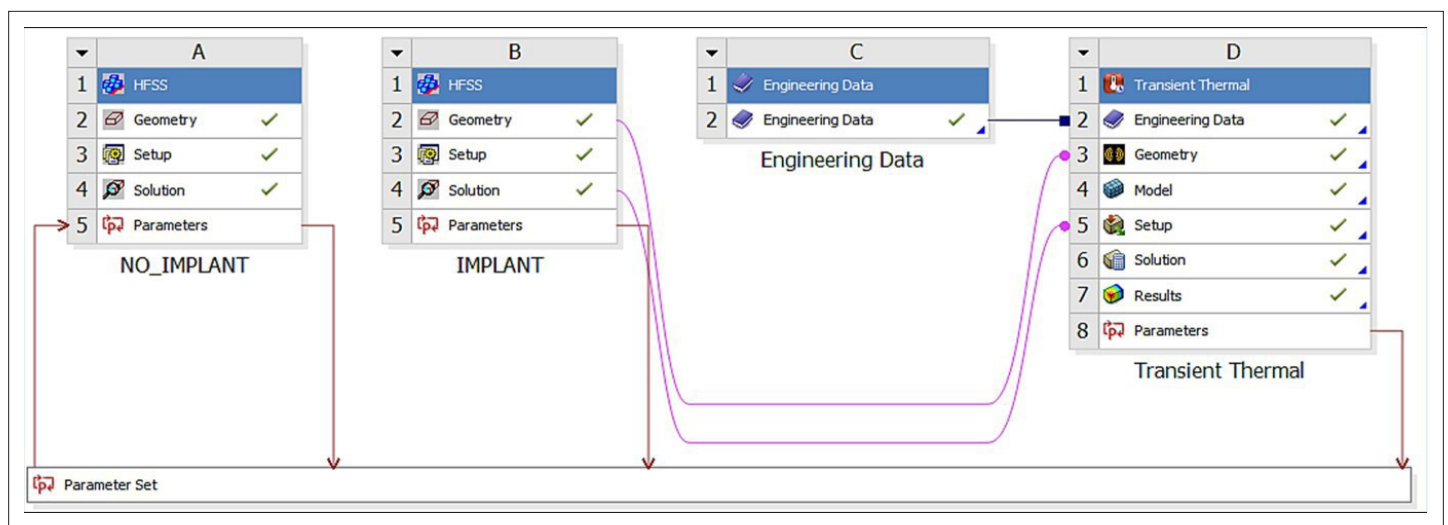 A
1 HFSS
2 Geometry
3 Setup
4 Solution
5 Parameters
NO_IMPLANT
B
1 HFSS
2 Geometry
3 Setup
4 Solution
5 Parameters
IMPLANT
C
1 Engineering Data
2 Engineering Data
Engineering Data
D
1 Transient Thermal
2 Engineering Data
3 Geometry
4 Model
5 Setup
6 Solution
7 Results
8 Parameters
Transient Thermal
Parameter Set